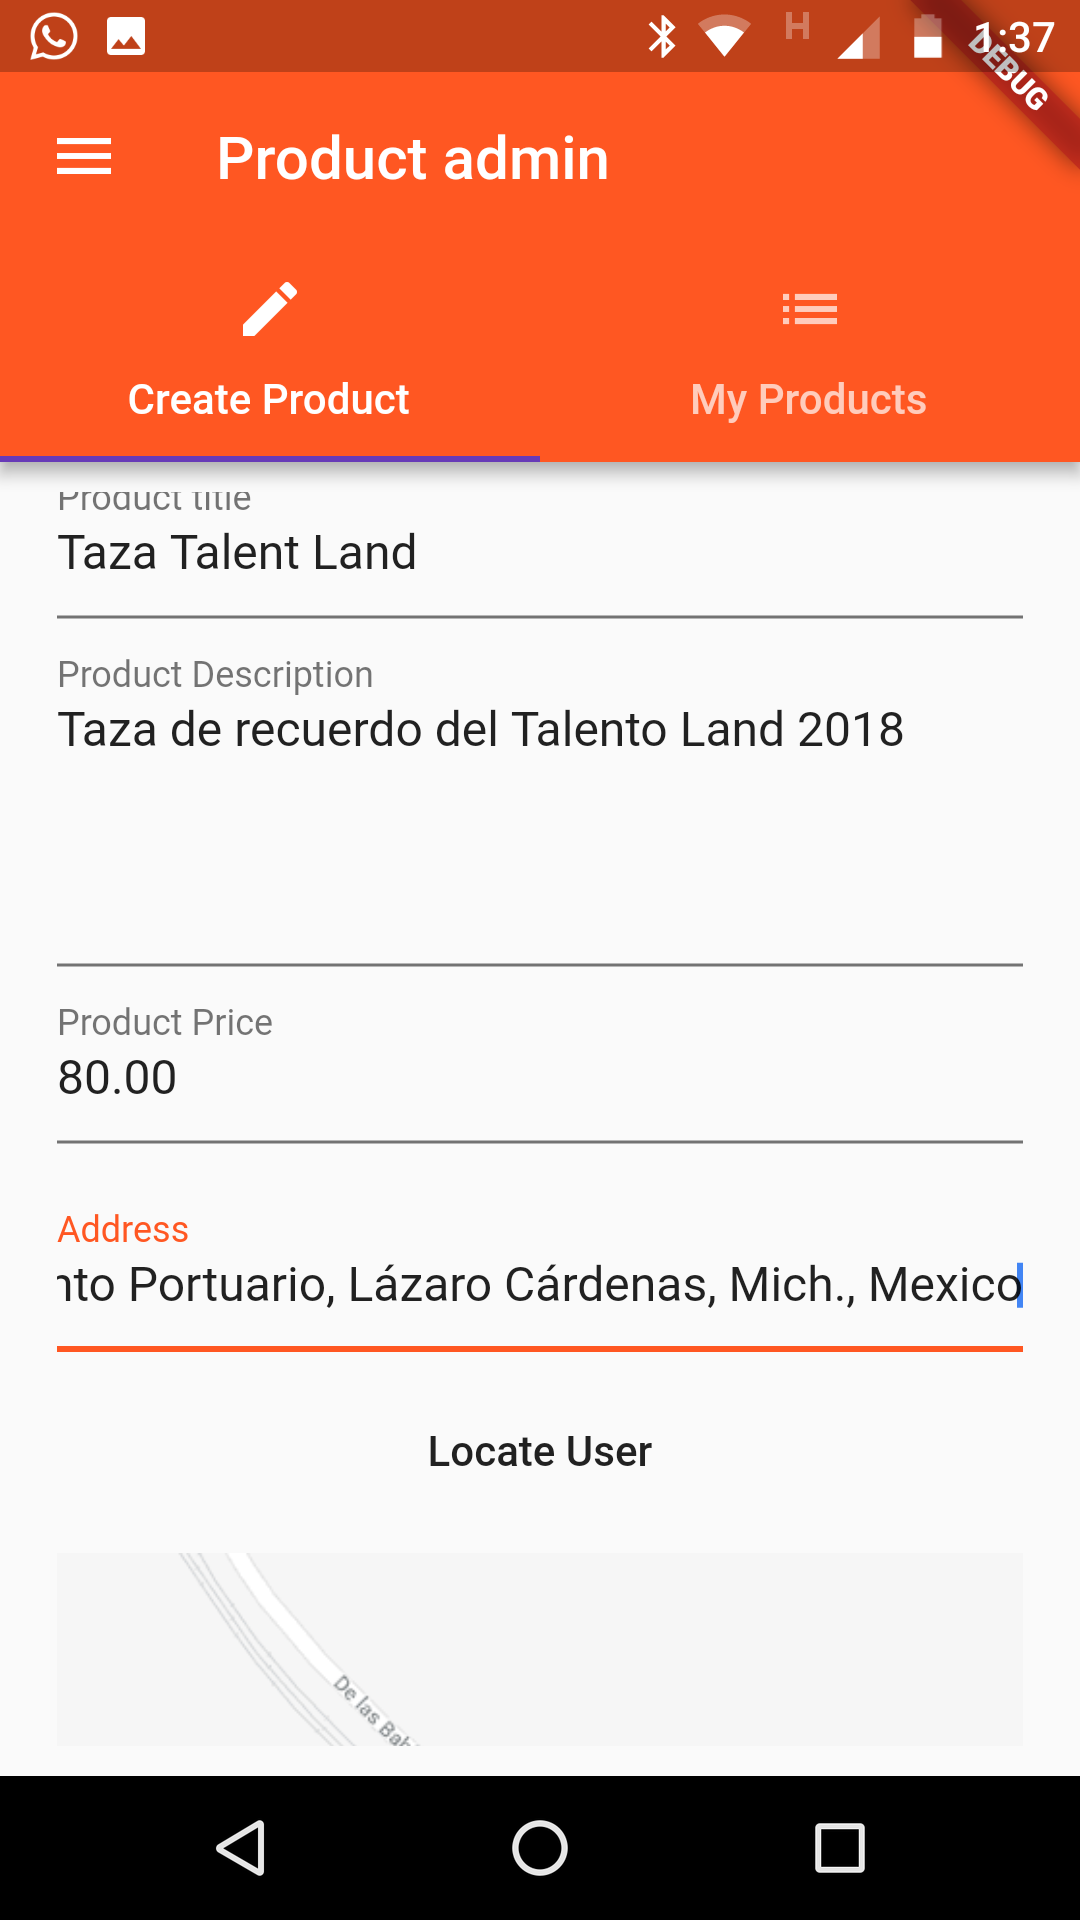 H
1:37
DEBUG
Product admin
Create Product
My Products
Product title
Taza Talent Land
Product Description
Taza de recuerdo del Talento Land 2018
Product Price
80.00
Address
nto Portuario, Lázaro Cárdenas, Mich., Mexico
Locate User
De las Bah